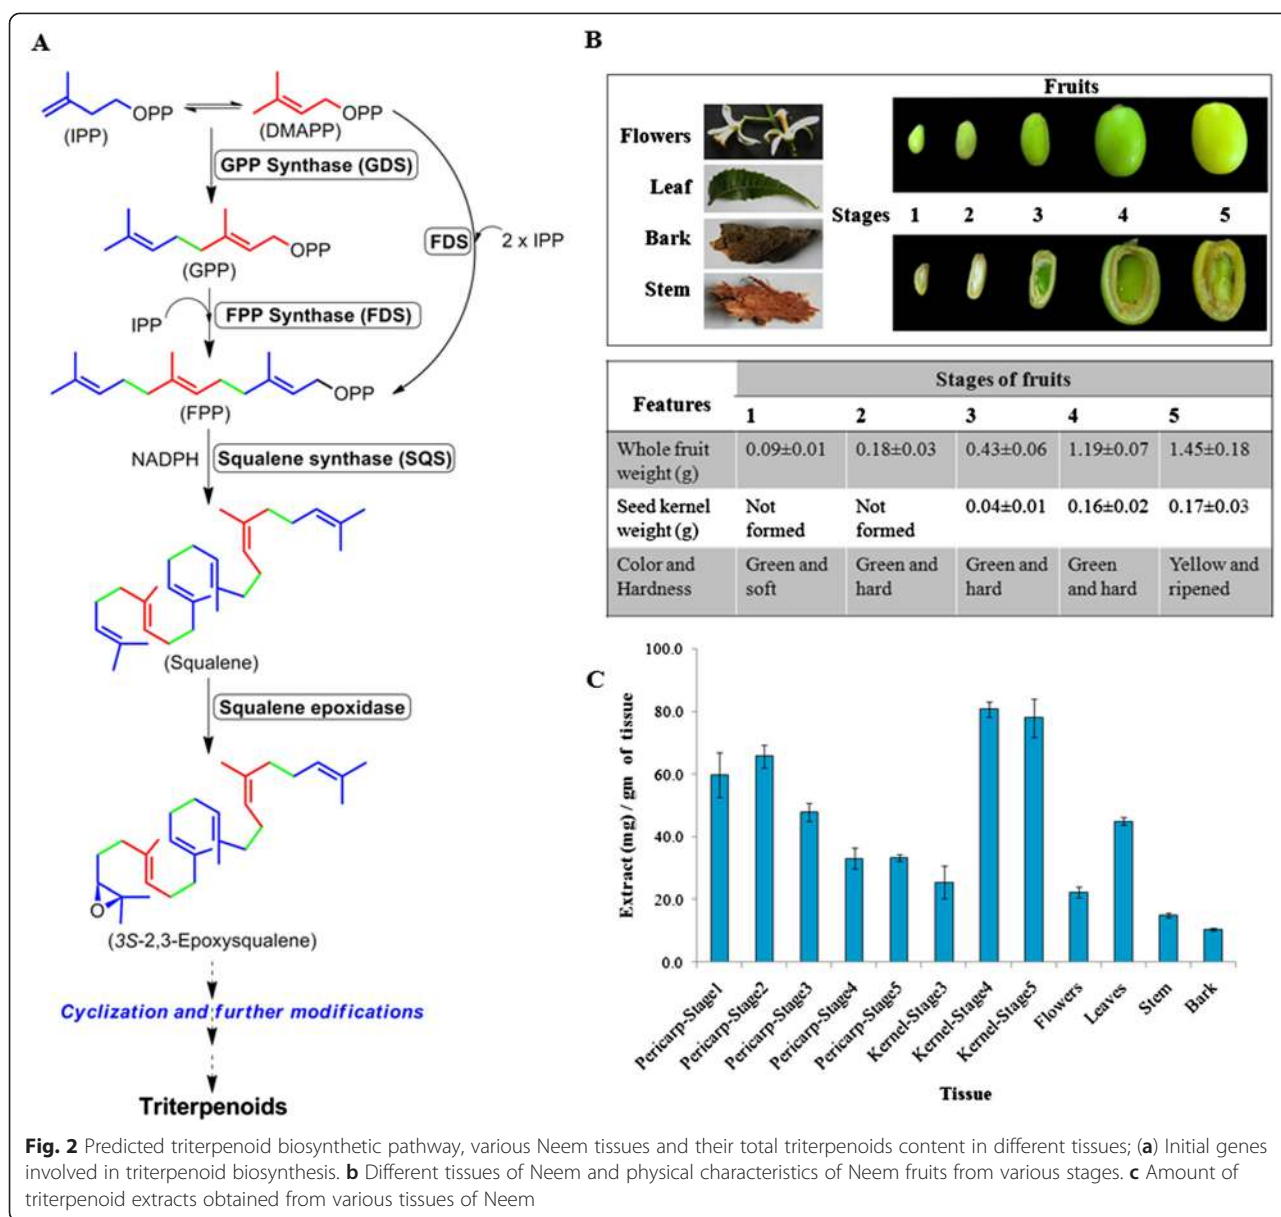 A
OPP
(IPP)
OPP
(DMAPP)
GPP Synthase (GDS)
OPP
(GPP)
FDS
2 x IPP
IPP
FPP Synthase (FDS)
OPP
(FPP)
NADPH
Squalene synthase (SQS)
(Squalene)
Squalene epoxidase
O
(3S-2,3-Epoxysqualene)
Cyclization and further modifications
Triterpenoids
B
Fruits
Flowers
Leaf
Bark
Stem
Stages 1 2 3 4 5
Features
Stages of fruits
1 2 3 4 5
Whole fruit weight (g) 0.09±0.01 0.18±0.03 0.43±0.06 1.19±0.07 1.45±0.18
Seed kernel weight (g) Not formed Not formed 0.04±0.01 0.16±0.02 0.17±0.03
Color and Hardness Green and soft Green and hard Green and hard Green and hard Yellow and ripened
C
Extract (mg) / gm of tissue
100.0
80.0
60.0
40.0
20.0
0.0
Pericarp-Stage1
Pericarp-Stage2
Pericarp-Stage3
Pericarp-Stage4
Pericarp-Stage5
Kernel-Stage3
Kernel-Stage4
Kernel-Stage5
Flowers
Leaves
Stem
Bark
Tissue
Fig. 2 Predicted triterpenoid biosynthetic pathway, various Neem tissues and their total triterpenoids content in different tissues; (a) Initial genes
involved in triterpenoid biosynthesis. b Different tissues of Neem and physical characteristics of Neem fruits from various stages. c Amount of
triterpenoid extracts obtained from various tissues of Neem